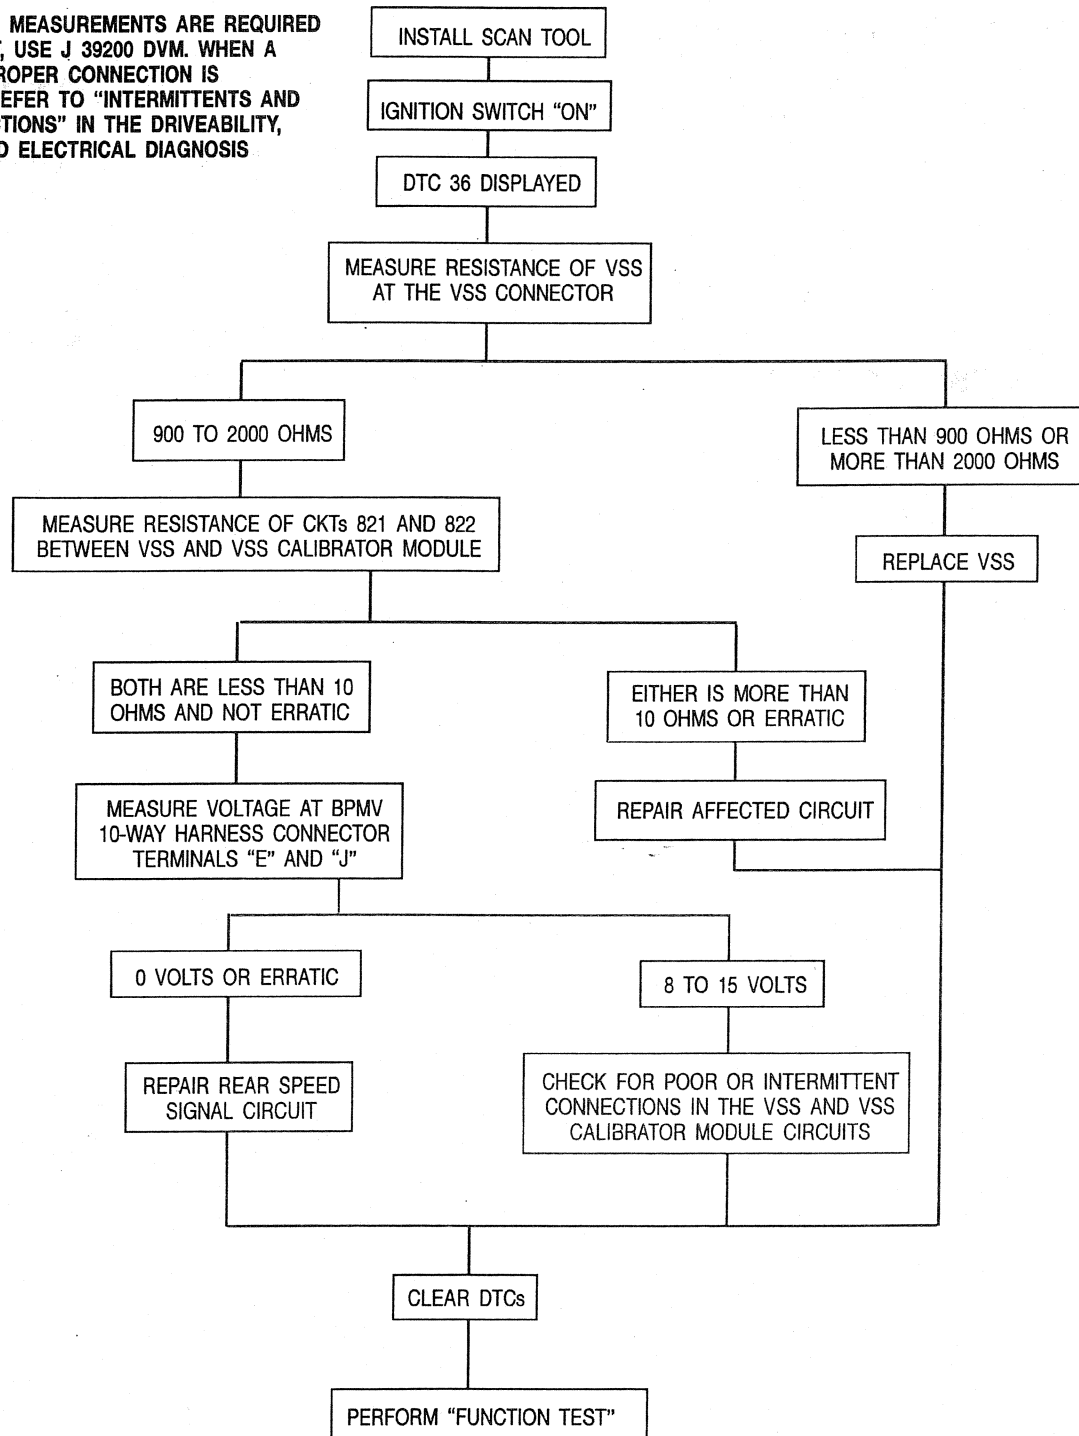 MEASUREMENTS ARE REQUIRED
USE J 39200 DVM. WHEN A
CONNECTION IS
REFER TO “INTERMITTENTS AND
IN THE DRIVEABILITY,
ELECTRICAL DIAGNOSIS
INSTALL SCAN TOOL
IGNITION SWITCH “ON”
DTC 36 DISPLAYED
MEASURE RESISTANCE OF VSS
AT THE VSS CONNECTOR
900 TO 2000 OHMS
LESS THAN 900 OHMS OR
MORE THAN 2000 OHMS
MEASURE RESISTANCE OF CKTs 821 AND 822
BETWEEN VSS AND VSS CALIBRATOR MODULE
REPLACE VSS
BOTH ARE LESS THAN 10
OHMS AND NOT ERRATIC
EITHER IS MORE THAN
10 OHMS OR ERRATIC
MEASURE VOLTAGE AT BPMV
10-WAY HARNESS CONNECTOR
TERMINALS “E” AND “J”
REPAIR AFFECTED CIRCUIT
0 VOLTS OR ERRATIC
8 TO 15 VOLTS
REPAIR REAR SPEED
SIGNAL CIRCUIT
CHECK FOR POOR OR INTERMITTENT
CONNECTIONS IN THE VSS AND VSS
CALIBRATOR MODULE CIRCUITS
CLEAR DTCs
PERFORM “FUNCTION TEST”